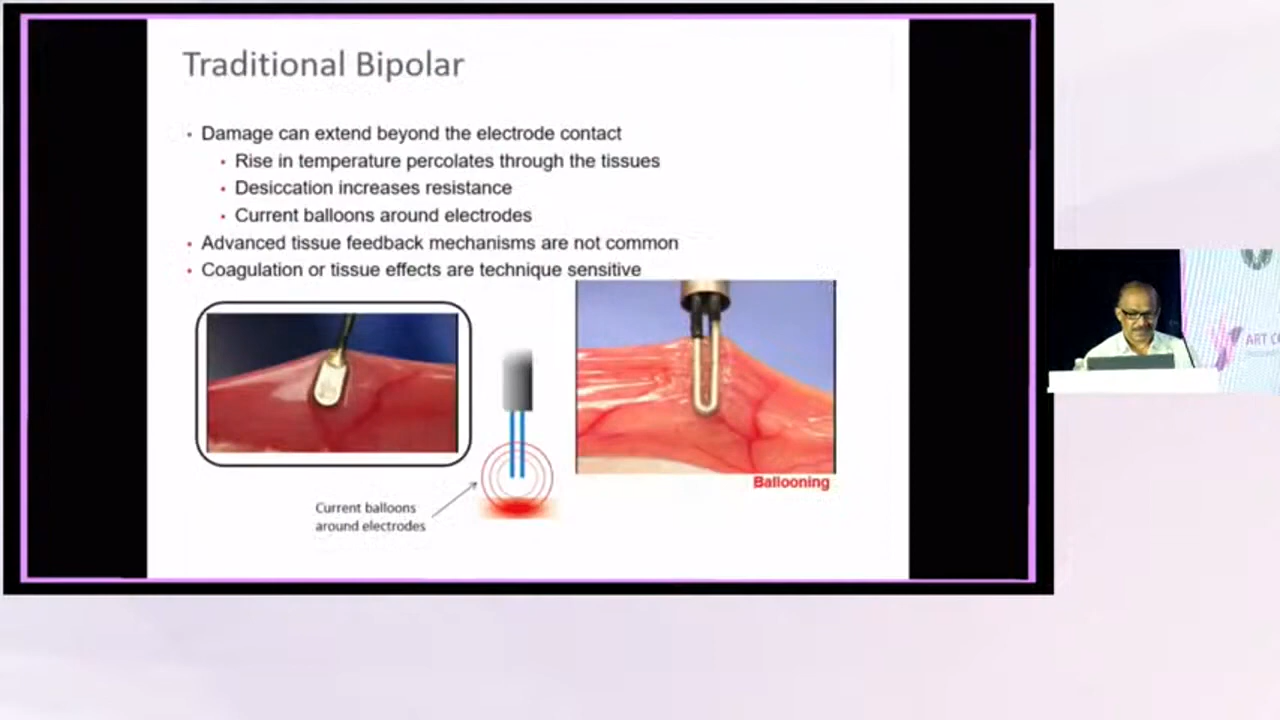 Traditional Bipolar
Damage can extend beyond the electrode contact
Rise in temperature percolates through the tissues
Desiccation increases resistance
Current balloons around electrodes
Advanced tissue feedback mechanisms are not common
Coagulation or tissue effects are technique sensitive
Ballooning
Current balloons
around electrodes
ART